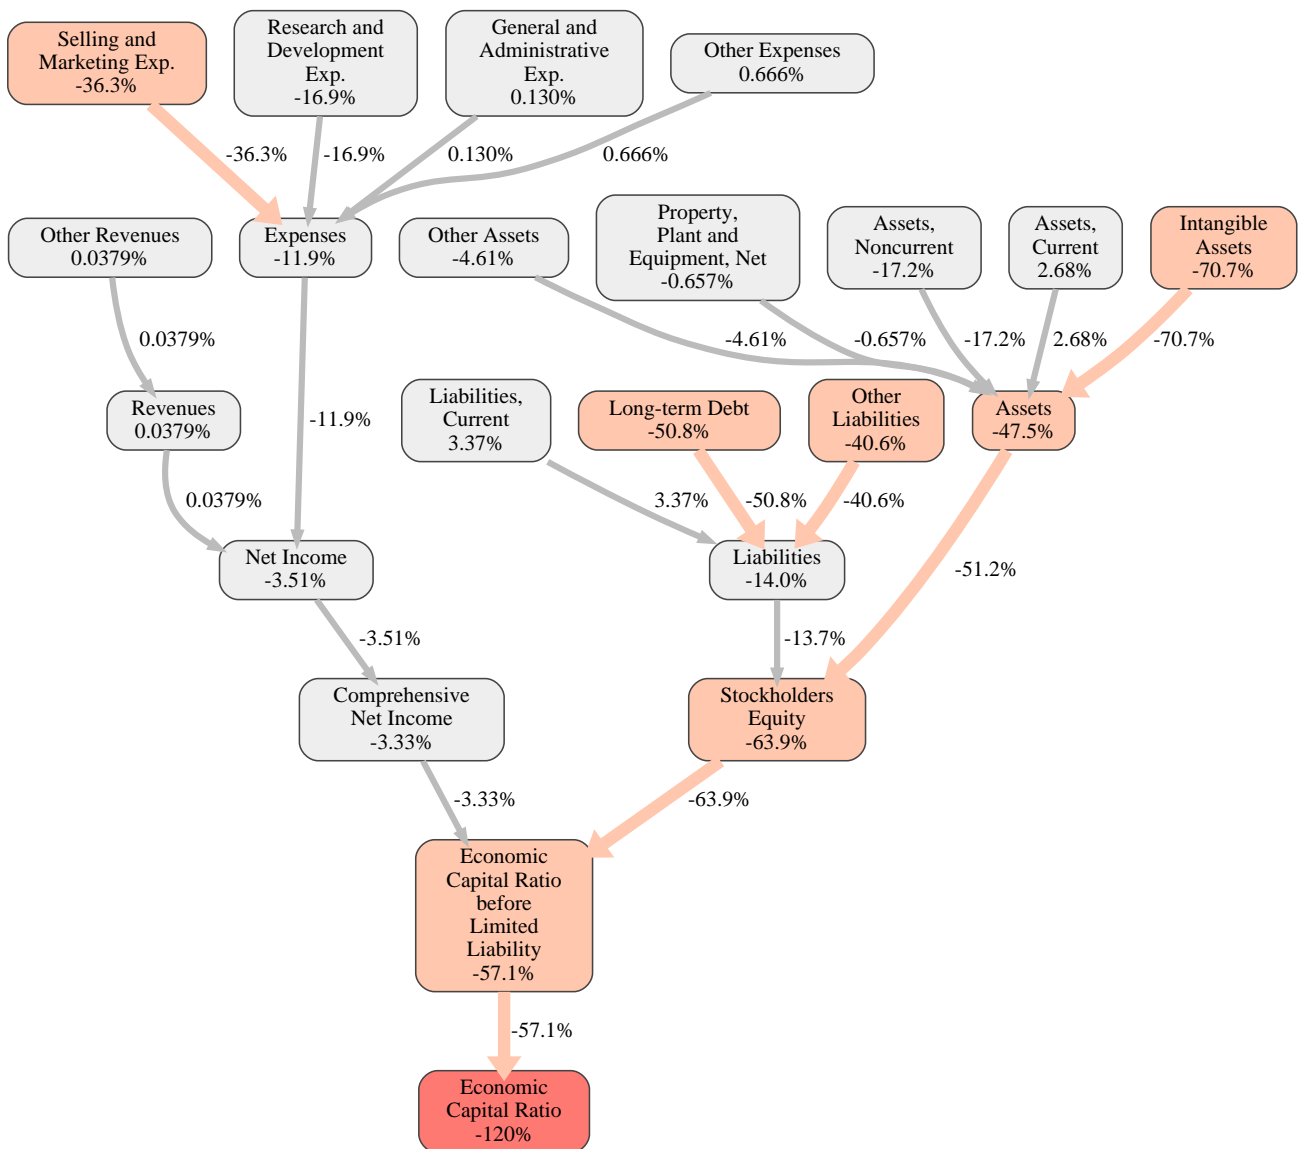 Selling and
Marketing Exp.
-36.3%
Research and
Development
Exp.
-16.9%
General and
Administrative
Exp.
0.130%
Other Expenses
0.666%
-36.3%
-16.9%
0.130%
0.666%
Other Revenues
0.0379%
Expenses
-11.9%
Other Assets
-4.61%
Property,
Plant and
Equipment, Net
-0.657%
Assets,
Noncurrent
-17.2%
Assets,
Current
2.68%
Intangible
Assets
-70.7%
0.0379%
-4.61%
-0.657%
-17.2%
2.68%
-70.7%
Revenues
0.0379%
-11.9%
Liabilities,
Current
3.37%
Long-term Debt
-50.8%
Other
Liabilities
-40.6%
Assets
-47.5%
0.0379%
3.37%
-50.8%
-40.6%
Net Income
-3.51%
Liabilities
-14.0%
-51.2%
-3.51%
-13.7%
Comprehensive
Net Income
-3.33%
Stockholders
Equity
-63.9%
-3.33%
-63.9%
Economic
Capital Ratio
before
Limited
Liability
-57.1%
-57.1%
Economic
Capital Ratio
-120%